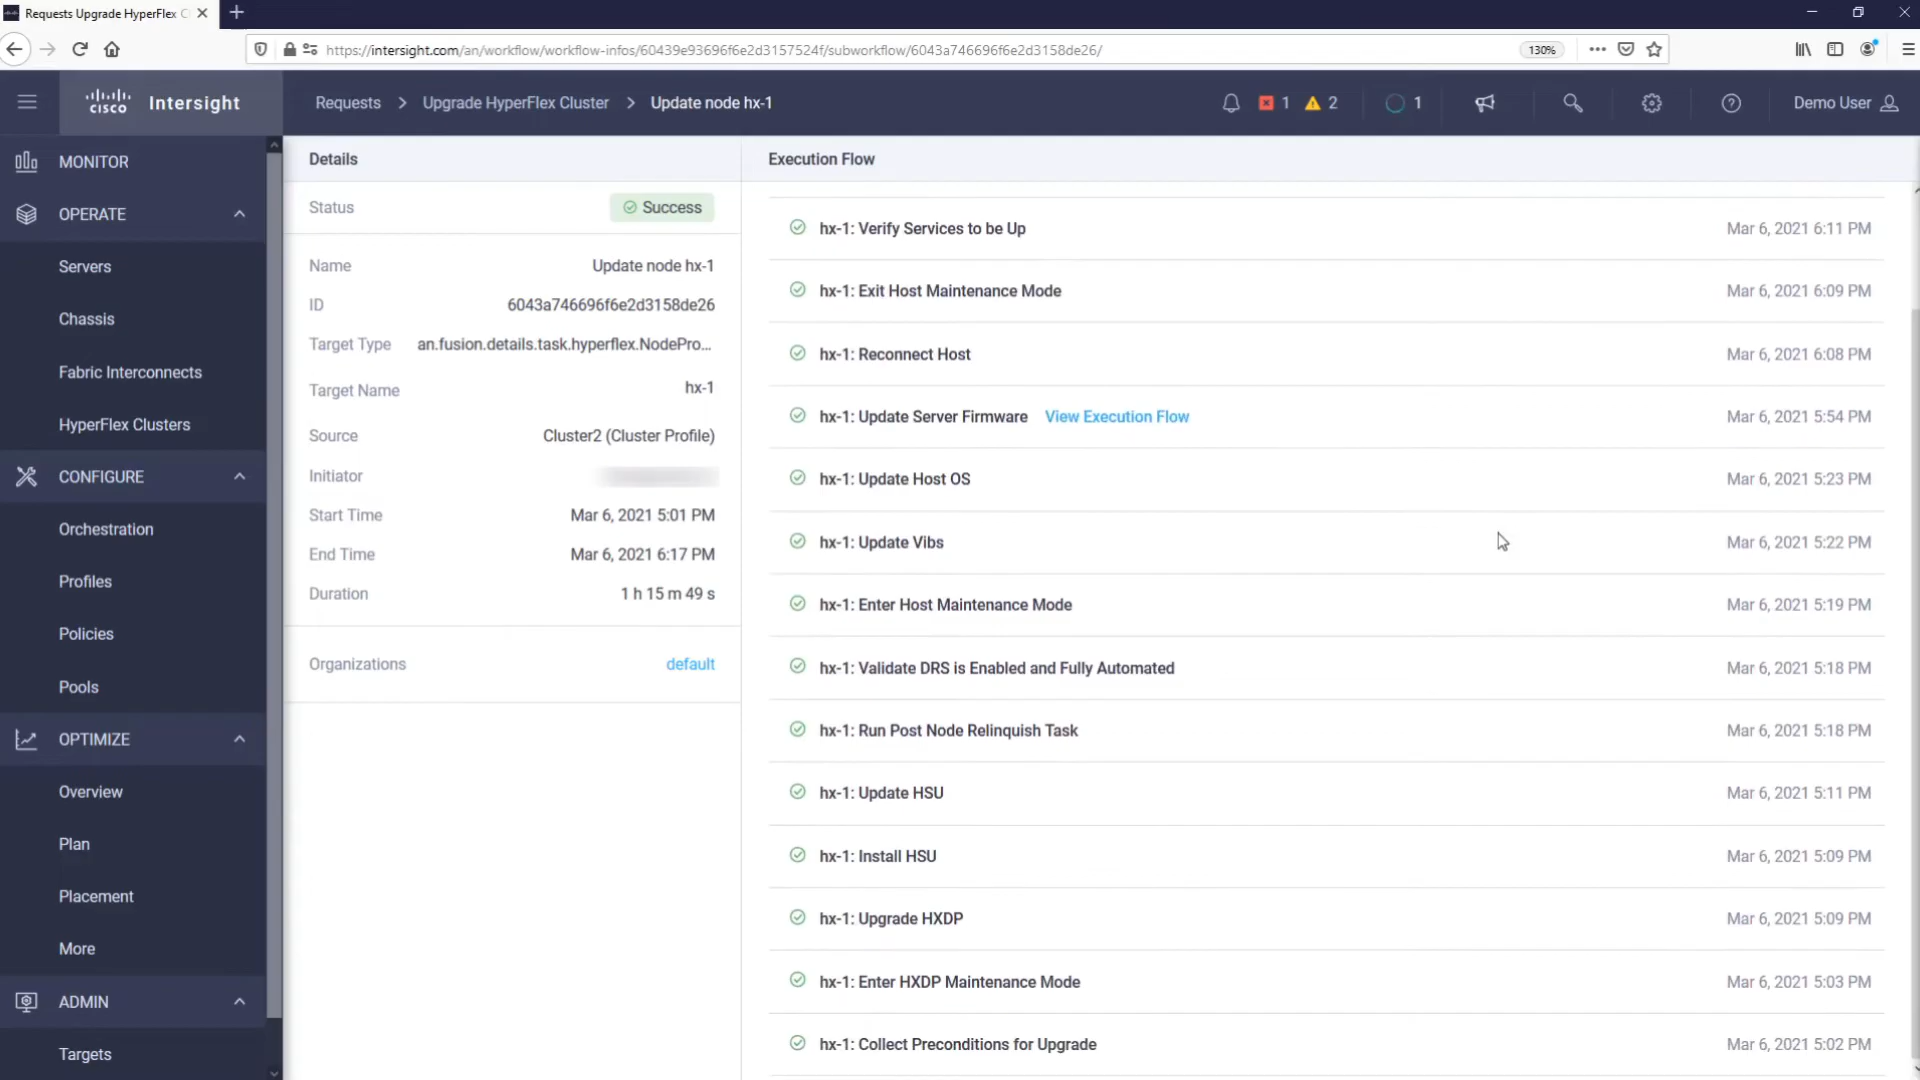 Requests Upgrade HyperFlex C
https://intersight.com/an/workflow/workflow-infos/60439e93696f6e2d3157524f/subworkflow/6043a746696f6e2d3158de26/
130%
CISCO Intersight
Requests > Upgrade HyperFlex Cluster > Update node hx-1
1 2 1
Demo User
MONITOR
OPERATE
Servers
Chassis
Fabric Interconnects
HyperFlex Clusters
CONFIGURE
Orchestration
Profiles
Policies
Pools
OPTIMIZE
Overview
Plan
Placement
More
ADMIN
Targets
Details
Status Success
Name Update node hx-1
ID 6043a746696f6e2d3158de26
Target Type an.fusion.details.task.hyperflex.NodePro...
Target Name hx-1
Source Cluster2 (Cluster Profile)
Initiator
Start Time Mar 6, 2021 5:01 PM
End Time Mar 6, 2021 6:17 PM
Duration 1 h 15 m 49 s
Organizations default
Execution Flow
hx-1: Verify Services to be Up Mar 6, 2021 6:11 PM
hx-1: Exit Host Maintenance Mode Mar 6, 2021 6:09 PM
hx-1: Reconnect Host Mar 6, 2021 6:08 PM
hx-1: Update Server Firmware View Execution Flow Mar 6, 2021 5:54 PM
hx-1: Update Host OS Mar 6, 2021 5:23 PM
hx-1: Update Vibs Mar 6, 2021 5:22 PM
hx-1: Enter Host Maintenance Mode Mar 6, 2021 5:19 PM
hx-1: Validate DRS is Enabled and Fully Automated Mar 6, 2021 5:18 PM
hx-1: Run Post Node Relinquish Task Mar 6, 2021 5:18 PM
hx-1: Update HSU Mar 6, 2021 5:11 PM
hx-1: Install HSU Mar 6, 2021 5:09 PM
hx-1: Upgrade HXDP Mar 6, 2021 5:09 PM
hx-1: Enter HXDP Maintenance Mode Mar 6, 2021 5:03 PM
hx-1: Collect Preconditions for Upgrade Mar 6, 2021 5:02 PM